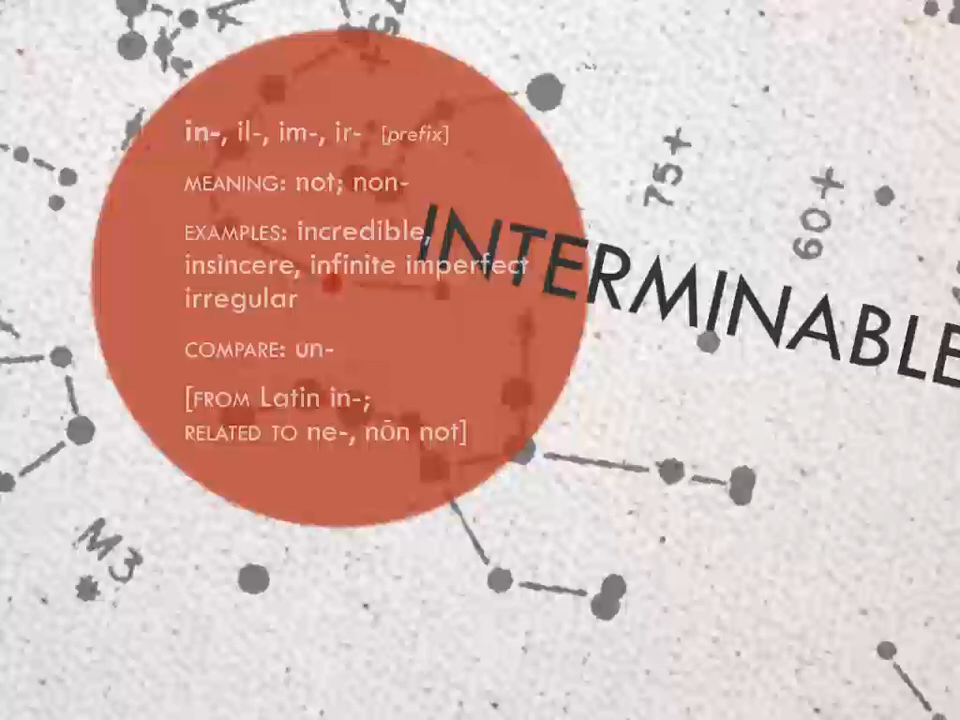 in-, il-, im-, ir- [prefix]
MEANING: not; non-
EXAMPLES: incredible,
insincere, infinite imperfect
irregular
COMPARE: un-
[FROM Latin in-;
RELATED TO ne-, nōn not]
INTERMINABLE
75+
60+
M3